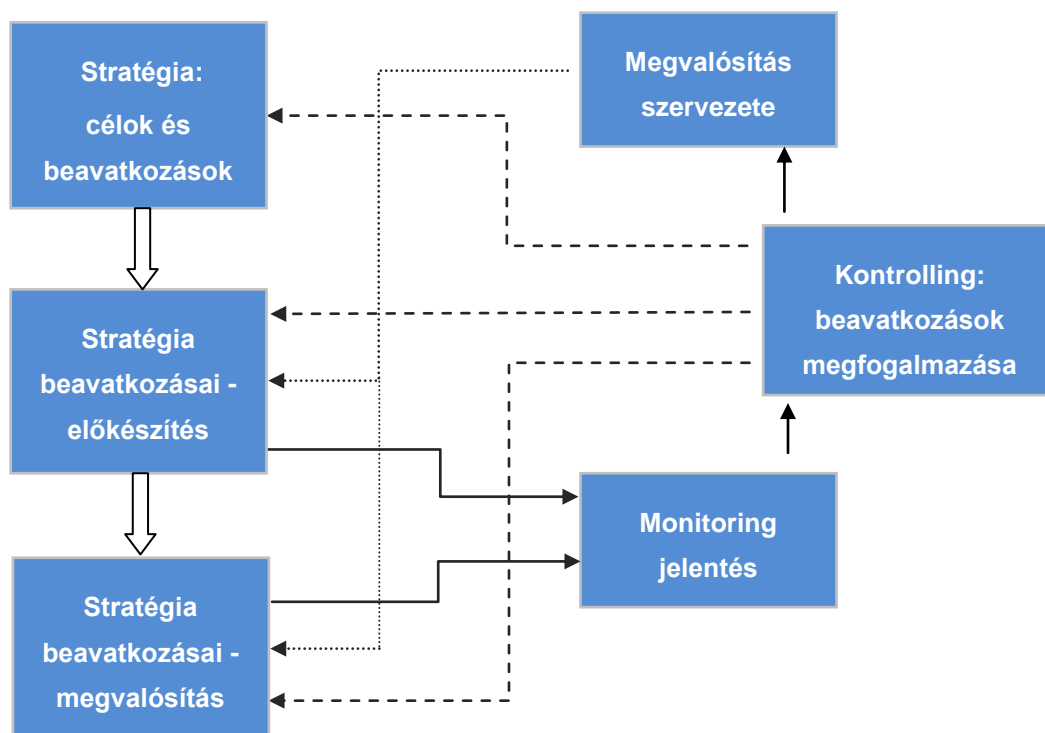 Stratégia:
célok és
beavatkozások
Megvalósítás
szervezete
Kontrolling:
beavatkozások
megfogalmazása
Stratégia
beavatkozásai -
előkészítés
Monitoring
jelentés
Stratégia
beavatkozásai -
megvalósítás